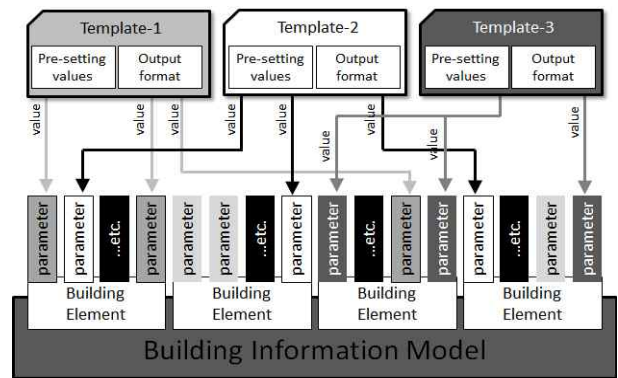 Template-1
Template-2
Template-3
Pre-setting values
Output format
Pre-setting values
Output format
Pre-setting values
Output format
value
value
value
value
value
value
value
value
value
parameter
parameter
...etc.
parameter
parameter
parameter
...etc.
parameter
parameter
...etc.
parameter
parameter
parameter
...etc.
parameter
parameter
Building Element
Building Element
Building Element
Building Element
Building Information Model